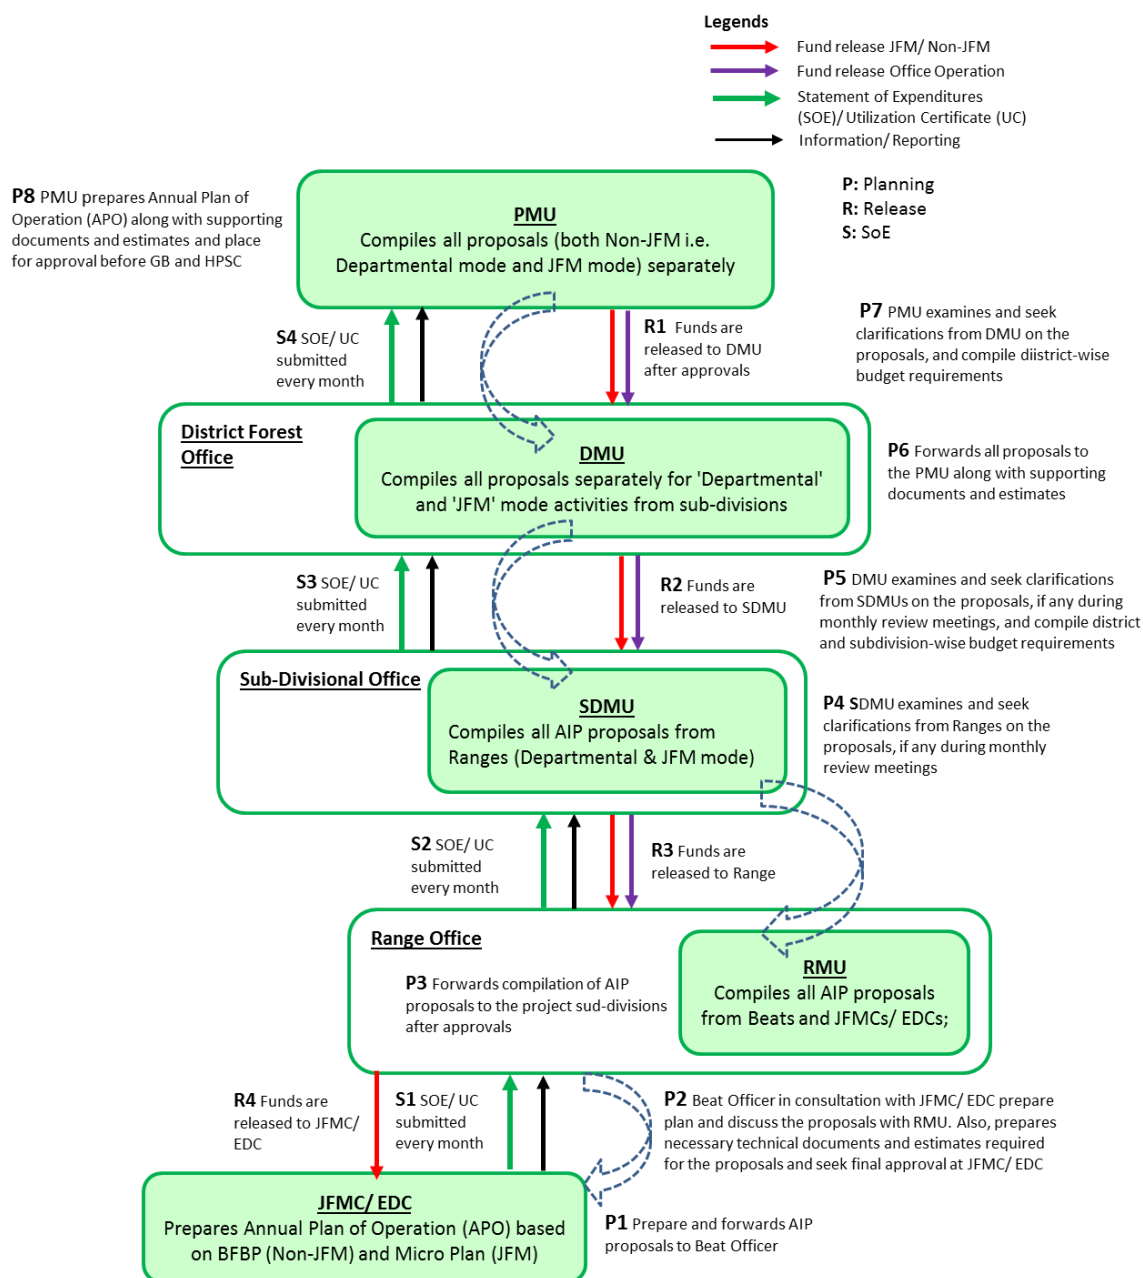 Legends
Fund release JFM/ Non-JFM
Fund release Office Operation
Statement of Expenditures
(SOE)/ Utilization Certificate (UC)
Information/ Reporting
P: Planning
R: Release
S: SoE
P8 PMU prepares Annual Plan of
Operation (APO) along with supporting
documents and estimates and place
for approval before GB and HPSC
PMU
Compiles all proposals (both Non-JFM i.e.
Departmental mode and JFM mode) separately
S4 SOE/ UC
submitted
every month
R1 Funds are
released to DMU
after approvals
P7 PMU examines and seek
clarifications from DMU on the
proposals, and compile diistrict-wise
budget requirements
District Forest
Office
DMU
Compiles all proposals separately for 'Departmental'
and 'JFM' mode activities from sub-divisions
P6 Forwards all proposals to
the PMU along with supporting
documents and estimates
S3 SOE/ UC
submitted
every month
R2 Funds are
released to SDMU
P5 DMU examines and seek clarifications
from SDMUs on the proposals, if any during
monthly review meetings, and compile district
and subdivision-wise budget requirements
Sub-Divisional Office
SDMU
Compiles all AIP proposals from
Ranges (Departmental & JFM mode)
P4 SDMU examines and seek
clarifications from Ranges on the
proposals, if any during monthly
review meetings
S2 SOE/ UC
submitted
every month
R3 Funds are
released to Range
Range Office
P3 Forwards compilation of AIP
proposals to the project sud-divisions
after approvals
RMU
Compiles all AIP proposals
from Beats and JFMCs/ EDCs;
R4 Funds are
released to JFMC/
EDC
S1 SOE/ UC
submitted
every month
P2 Beat Officer in consultation with JFMC/ EDC prepare
plan and discuss the proposals with RMU. Also, prepares
necessary technical documents and estimates required
for the proposals and seek final approval at JFMC/ EDC
JFMC/ EDC
Prepares Annual Plan of Operation (APO) based
on BFBP (Non-JFM) and Micro Plan (JFM)
P1 Prepare and forwards AIP
proposals to Beat Officer